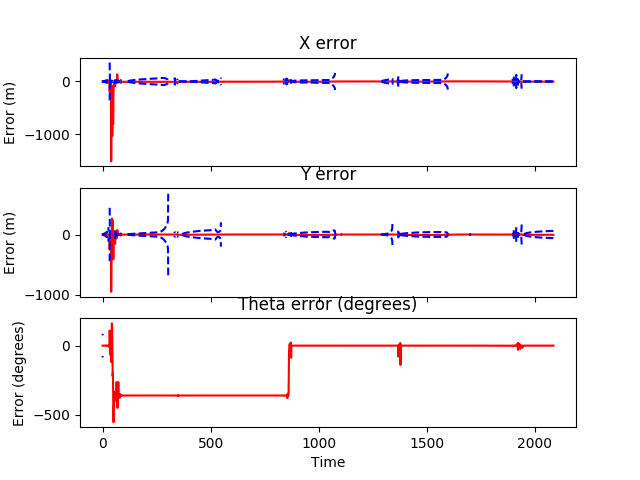 X error
Error (m)
0
−1000
Y error
Error (m)
0
−1000
Theta error (degrees)
Error (degrees)
0
−500
0
500
1000
1500
2000
Time